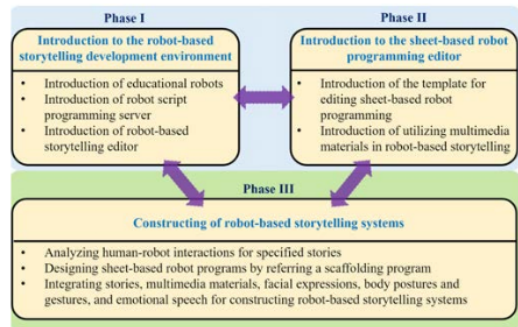 Phase I
Introduction to the robot-based
storytelling development environment
• Introduction of educational robots
• Introduction of robot script
programming server
• Introduction of robot-based
storytelling editor
Phase II
Introduction to the sheet-based robot
programming editor
• Introduction of the template for
editing sheet-based robot
programming
• Introduction of utilizing multimedia
materials in robot-based storytelling
Phase III
Constructing of robot-based storytelling systems
• Analyzing human-robot interactions for specified stories
• Designing sheet-based robot programs by referring a scaffolding program
• Integrating stories, multimedia materials, facial expressions, body postures and
gestures, and emotional speech for constructing robot-based storytelling systems